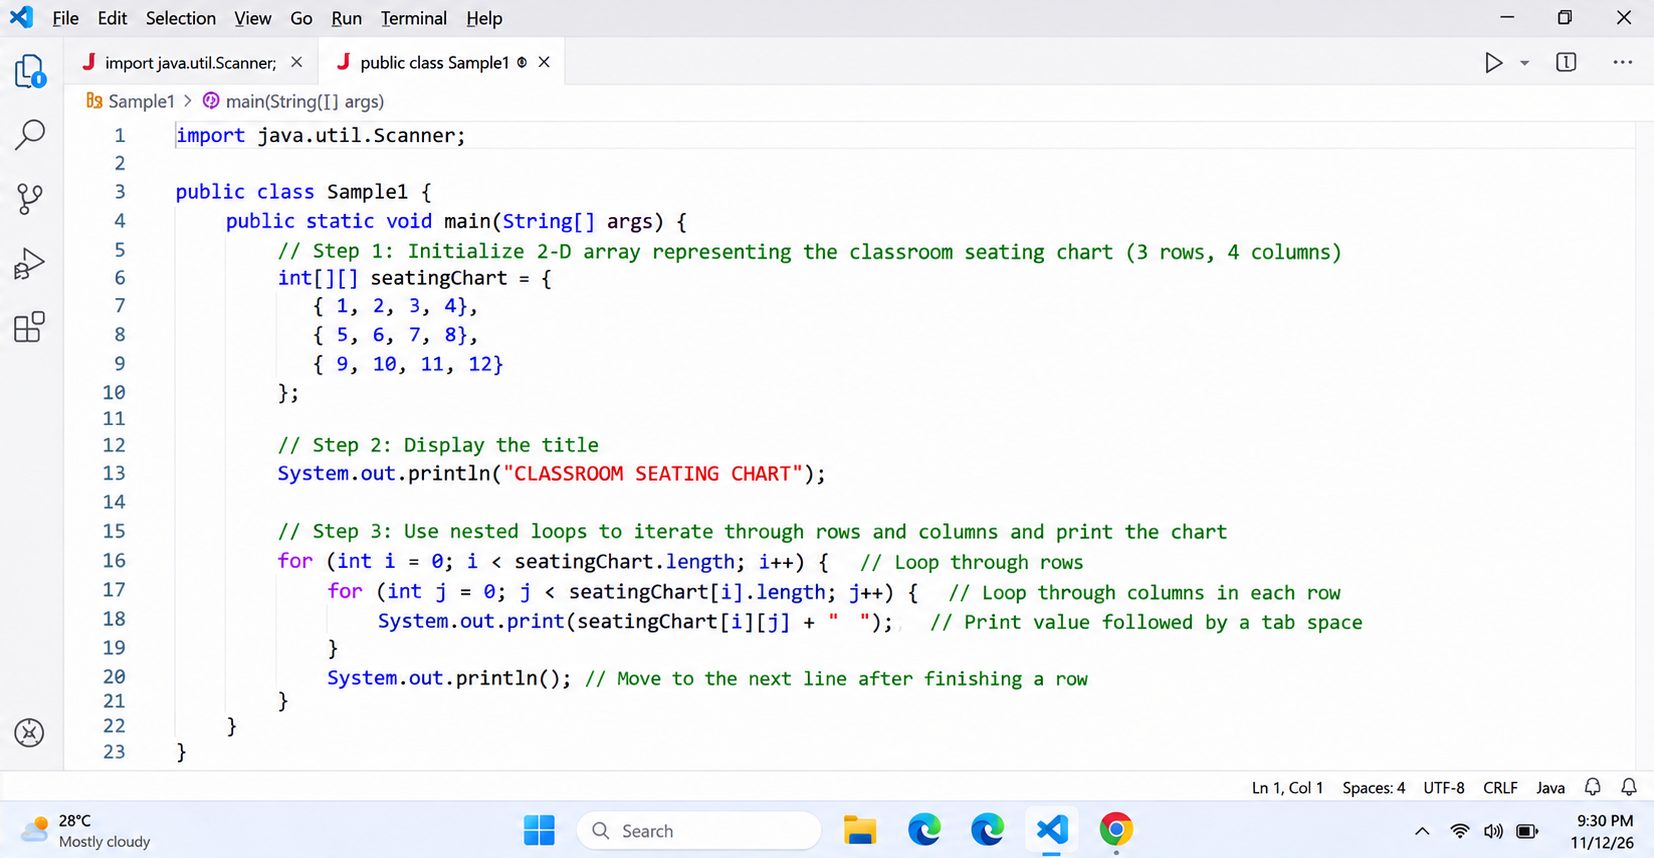 File Edit Selection View Go Run Terminal Help
import java.util.Scanner; public class Sample1
Sample1 > main(String([] args)
1 import java.util.Scanner;
2
3 public class Sample1 {
4 public static void main(String[] args) {
5 // Step 1: Initialize 2-D array representing the classroom seating chart (3 rows, 4 columns)
6 int[][] seatingChart = {
7 { 1, 2, 3, 4},
8 { 5, 6, 7, 8},
9 { 9, 10, 11, 12}
10 };
11
12 // Step 2: Display the title
13 System.out.println("CLASSROOM SEATING CHART");
14
15 // Step 3: Use nested loops to iterate through rows and columns and print the chart
16 for (int i = 0; i < seatingChart.length; i++) { // Loop through rows
17 for (int j = 0; j < seatingChart[i].length; j++) { // Loop through columns in each row
18 System.out.print(seatingChart[i][j] + "  "); // Print value followed by a tab space
19 }
20 System.out.println(); // Move to the next line after finishing a row
21 }
22 }
23 }
Ln 1, Col 1 Spaces: 4 UTF-8 CRLF Java
28°C
Mostly cloudy
Search
9:30 PM
11/12/26